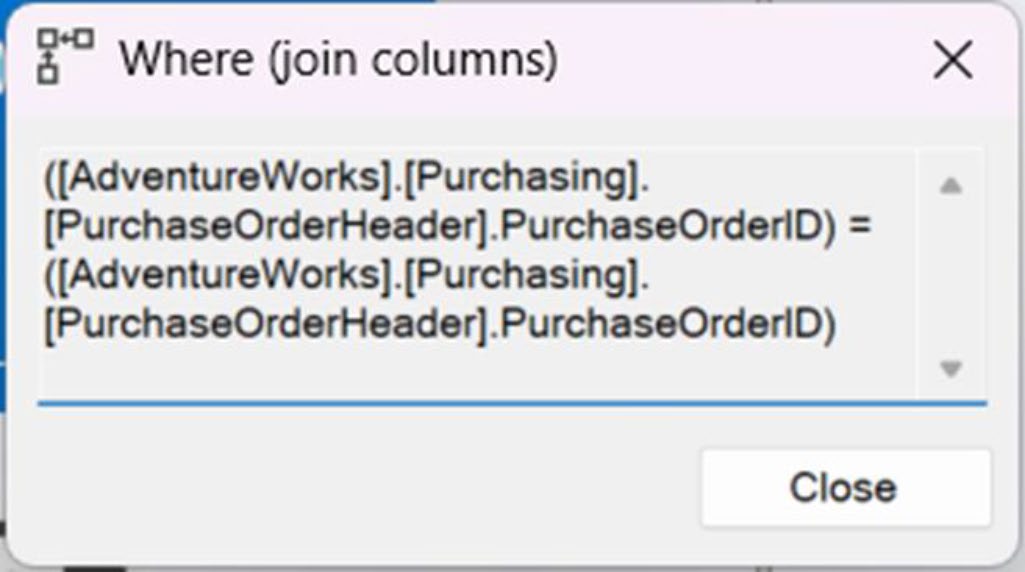 Where (join columns)
([AdventureWorks].[Purchasing].
[PurchaseOrderHeader].PurchaseOrderID) =
([AdventureWorks].[Purchasing].
[PurchaseOrderHeader].PurchaseOrderID)
Close